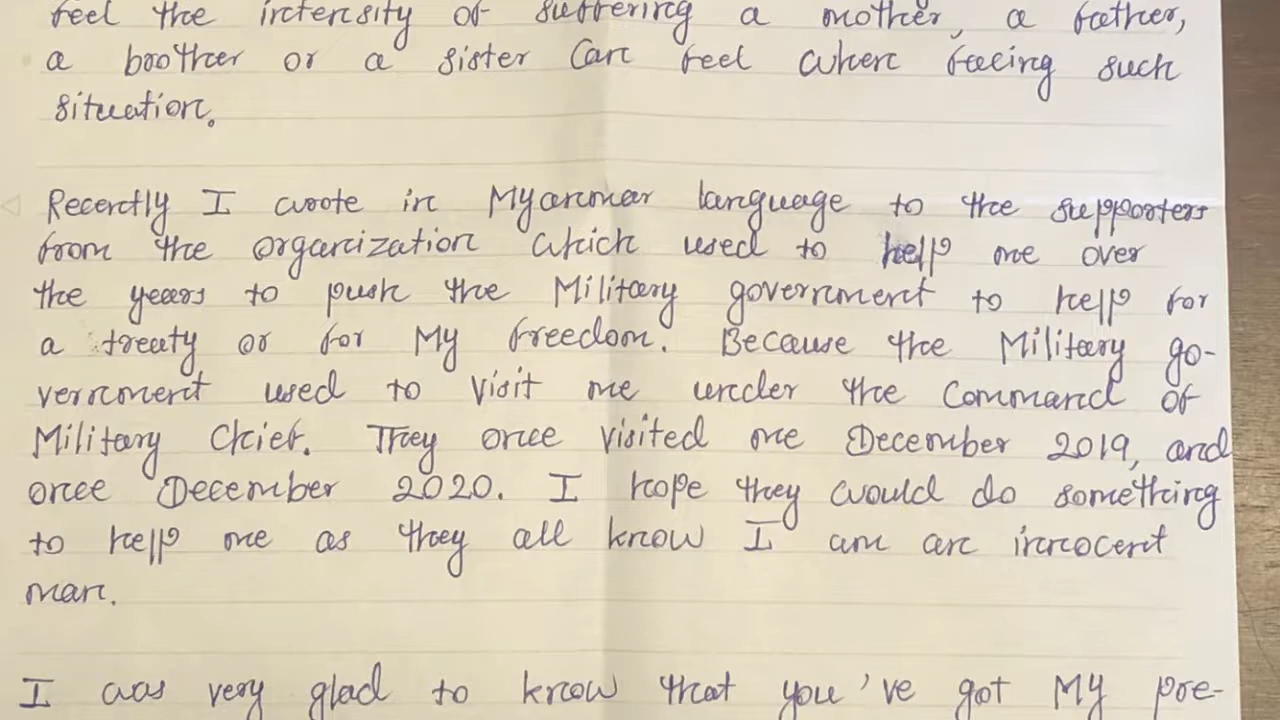 feel the intensity of suffering a mother, a father,
a brother or a sister can feel when facing such
situation.
Recently I wrote in Myanmar language to the supporters
from the organization which used to help me over
the years to push the Military government to help for
a treaty or for My freedom. Because the Military go-
vernment used to visit me under the Command of
Military Chief. They once visited me December 2019, and
once December 2020. I hope they would do something
to help me as they all know I am an innocent
man.
I was very glad to know that you've got My pre-